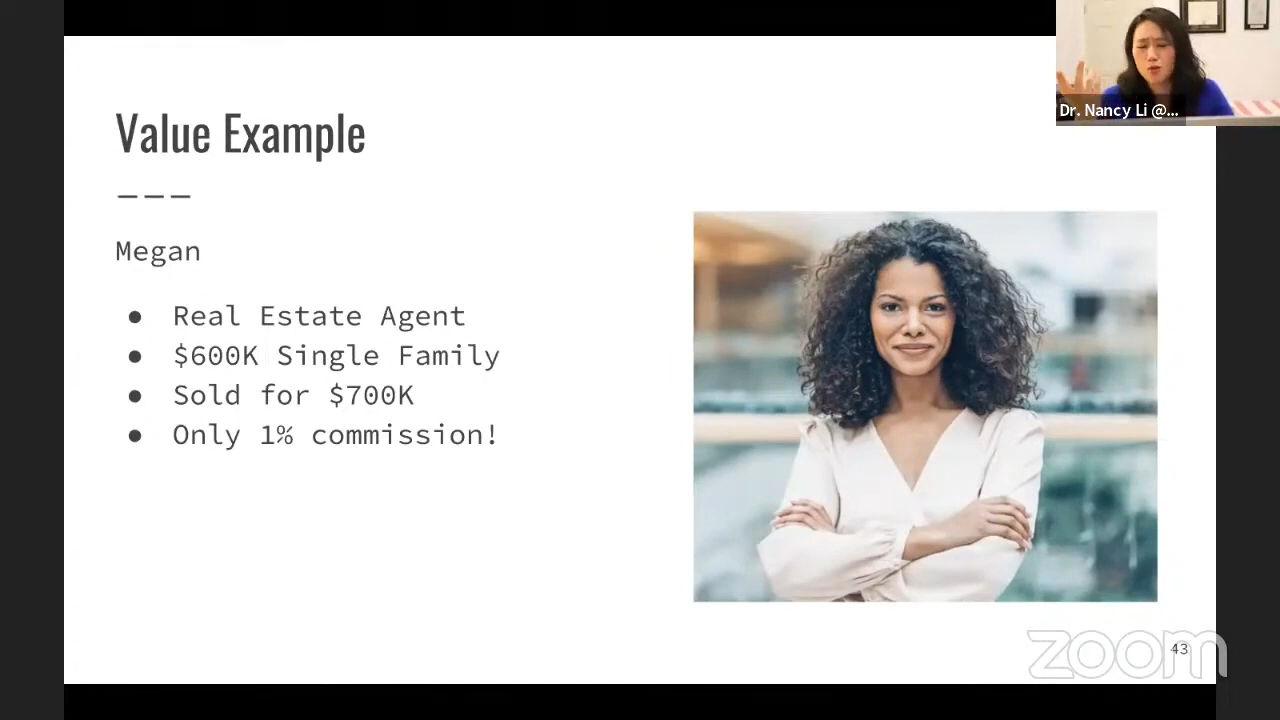 Dr. Nancy Li @...
Value Example
———
Megan
● Real Estate Agent
● $600K Single Family
● Sold for $700K
● Only 1% commission!
zoom
43